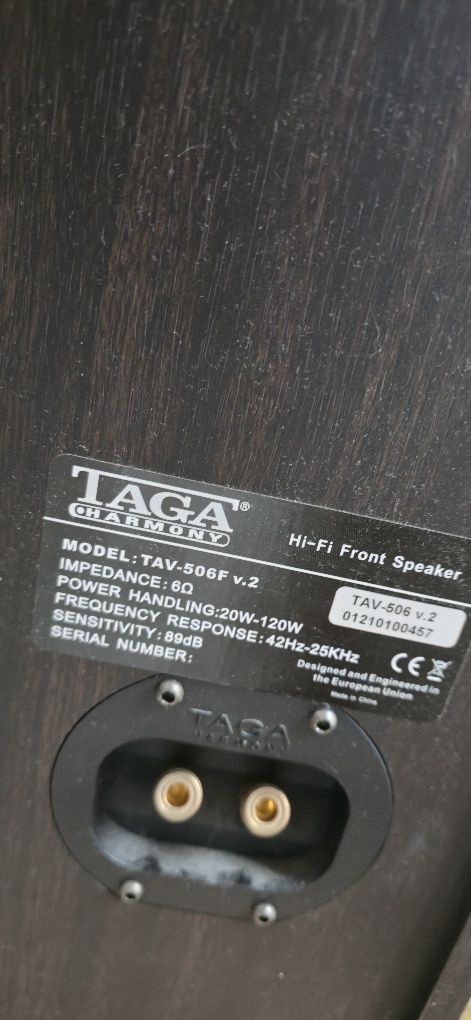 TAGA®
HARMONY
Hi-Fi Front Speaker
MODEL: TAV-506F v.2
IMPEDANCE: 6Ω
POWER HANDLING:20W-120W
FREQUENCY RESPONSE: 42Hz-25KHz
SENSITIVITY: 89dB
SERIAL NUMBER:
TAV-506 v.2
01210100457
CE
Designed and Engineered in
the European Union
Made in China
TAGA
HARMONY